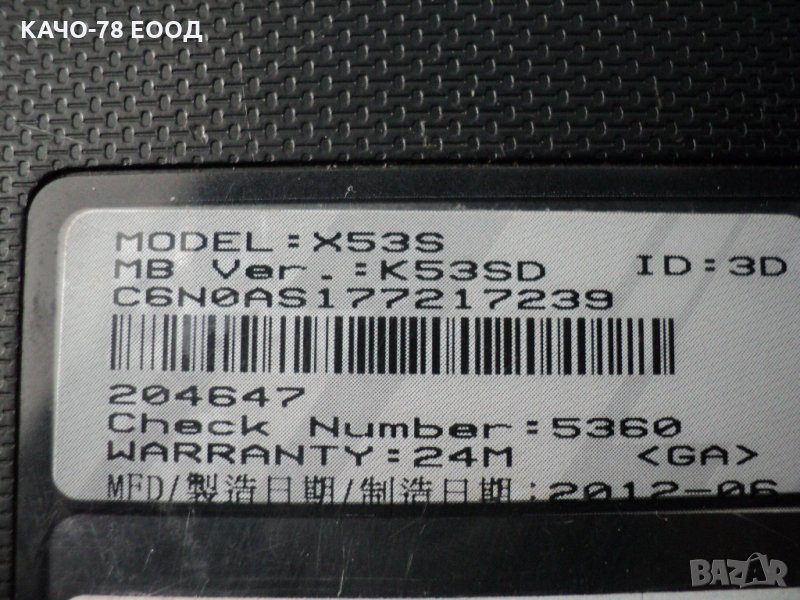 КАЧО-78 ЕООД
MODEL:X53S
MB Ver.:K53SD ID:3D
C6N0AS177217239
204647
Check Number:5360
WARRANTY:24M <GA>
MFD/製造日期/制造日期:2012-06
BAZAR